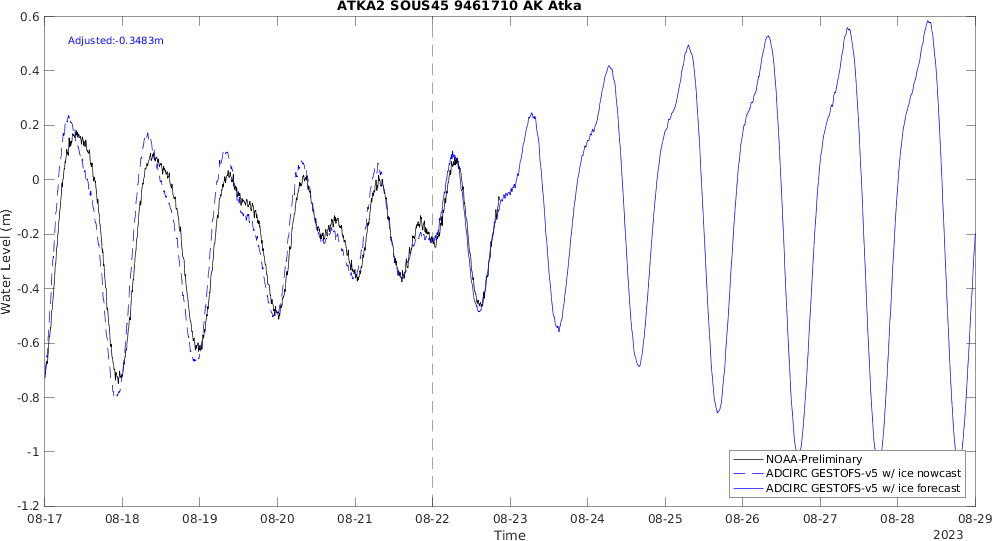 ATKA2 SOUS45 9461710 AK Atka
Adjusted:-0.3483m
0.6
0.4
0.2
0
-0.2
-0.4
-0.6
-0.8
-1
-1.2
Water Level (m)
NOAA-Preliminary
ADCIRC GESTOFS-v5 w/ ice nowcast
ADCIRC GESTOFS-v5 w/ ice forecast
08-17 08-18 08-19 08-20 08-21 08-22 08-23 08-24 08-25 08-26 08-27 08-28 08-29
Time
2023